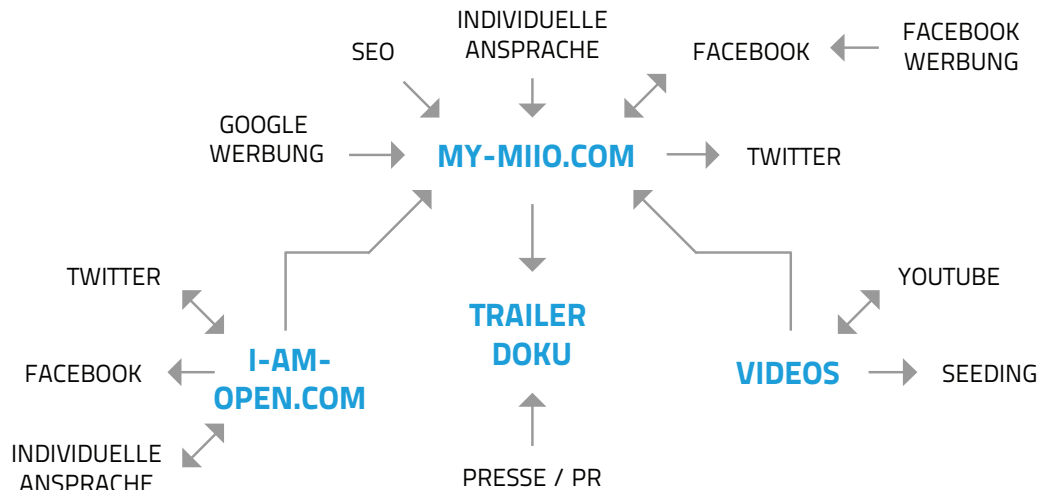 INDIVIDUELLE
ANSPRACHE
SEO
FACEBOOK
FACEBOOK
WERBUNG
GOOGLE
WERBUNG
MY-MIIO.COM
TWITTER
TWITTER
YOUTUBE
TRAILER
DOKU
I-AM-
OPEN.COM
FACEBOOK
VIDEOS
SEEDING
INDIVIDUELLE
ANSPRACHE
PRESSE / PR